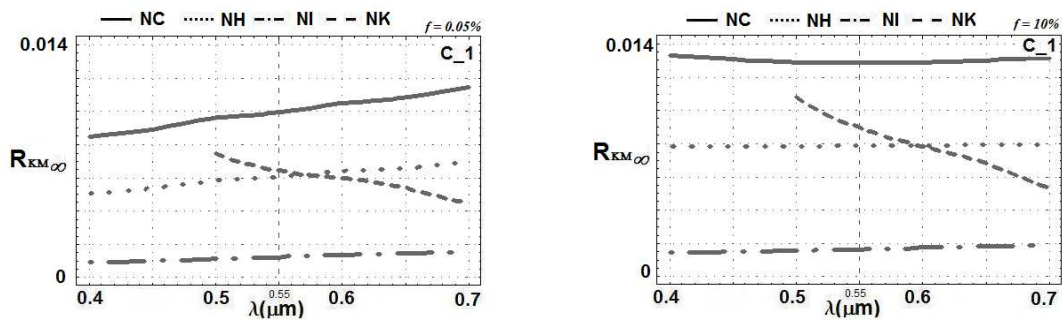 NC NH NI NK
f = 0.05%
C_1
0.014
R KM∞
0
0.4 0.5 0.55 0.6 0.7
λ(μm)
NC NH NI NK
f = 10%
C_1
0.014
R KM∞
0
0.4 0.5 0.55 0.6 0.7
λ(μm)